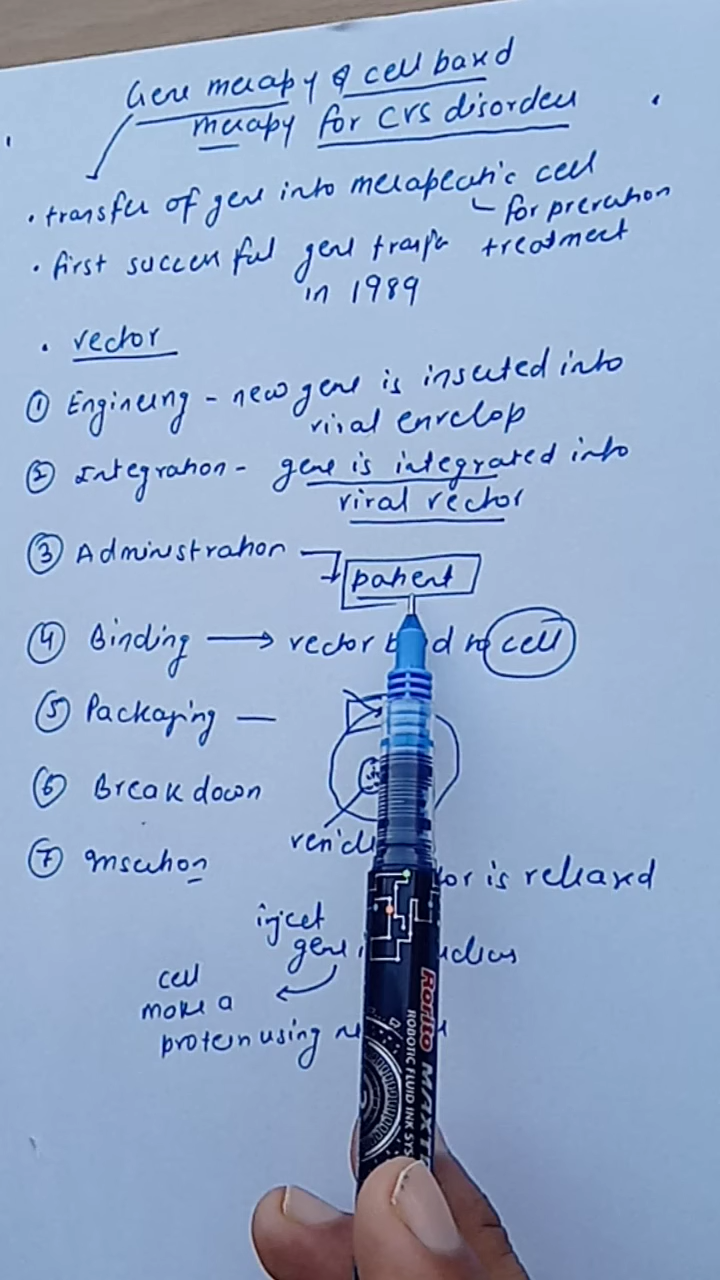 Gene therapy & cell based
therapy for CVS disorder
• transfer of gene into therapeutic cell
for prevention
• first successful gene transfer treatment
in 1989
• vector
① Engineering - new gene is inserted into
viral envelop
② Integration - gene is integrated into
viral vector
③ Administration patient
④ Binding → vector to cell
⑤ Packaging —
⑥ Break down
⑦ Insertion is released
inject
gene
cell
make a
protein using
Rorito MAXT
ROBOTIC FLUID INK SYS